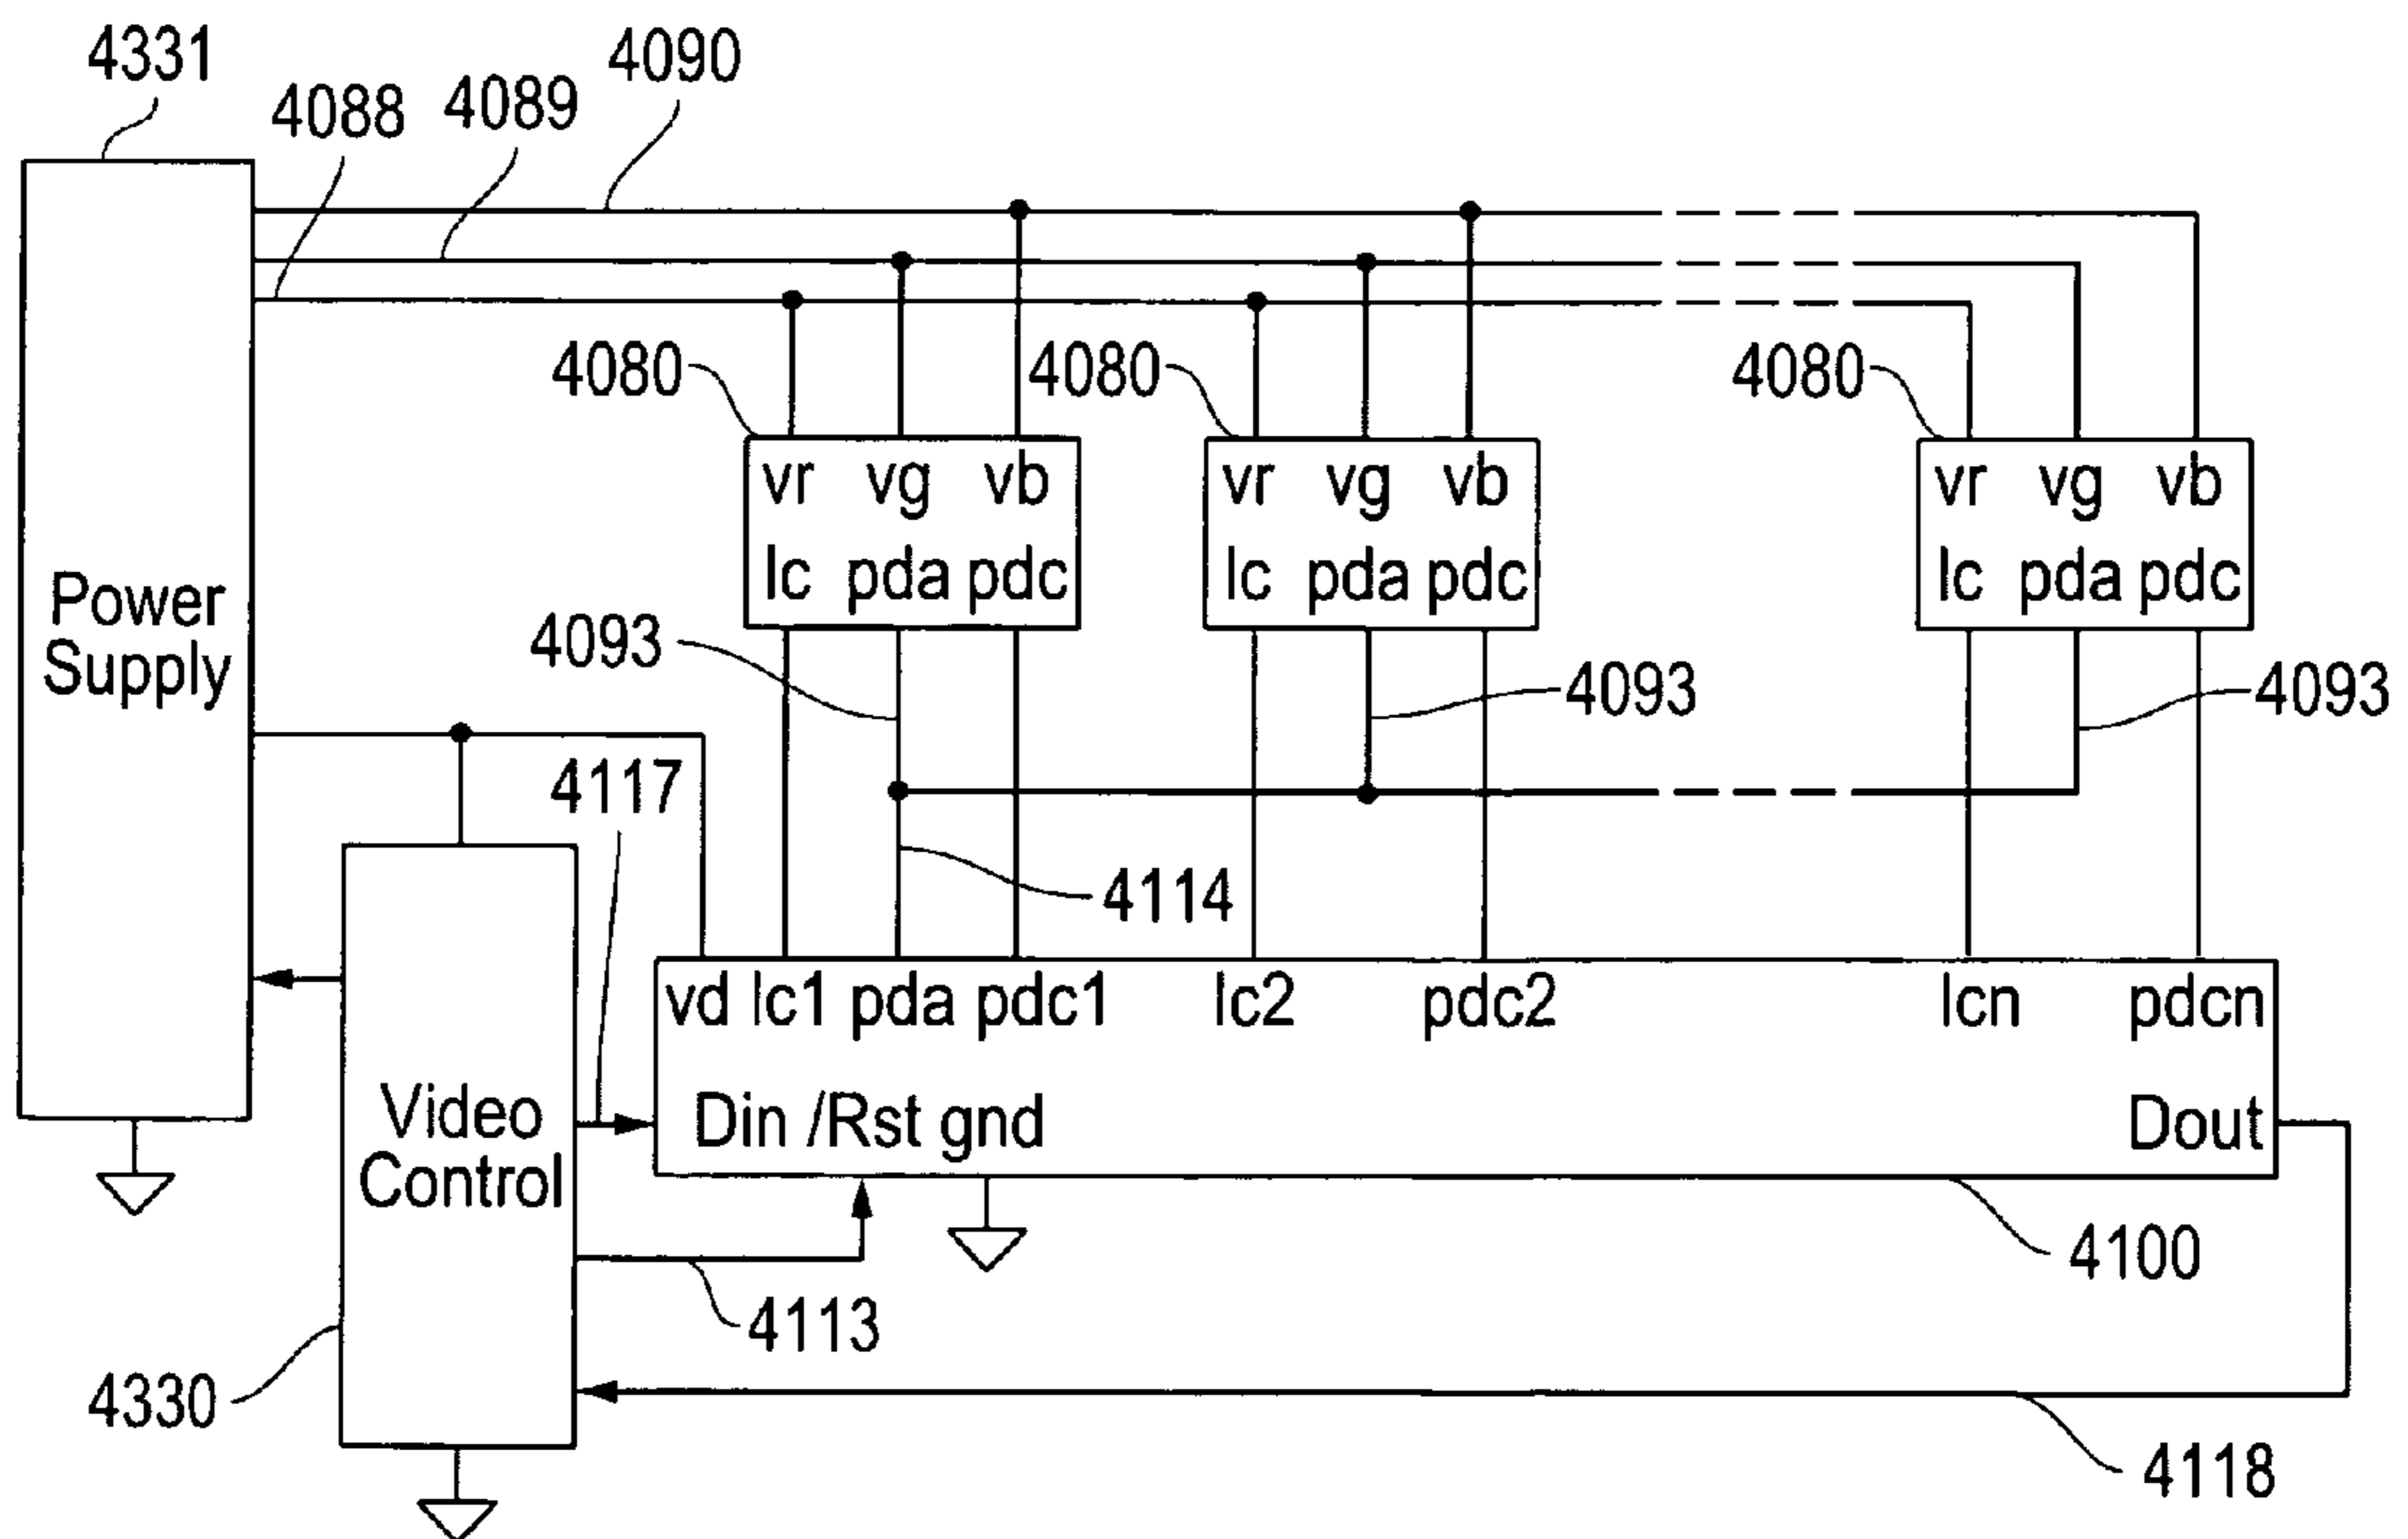 4331
4088
4089
4090
4080
4080
4080
vr vg vb
lc pda pdc
vr vg vb
lc pda pdc
vr vg vb
lc pda pdc
Power
Supply
4093
4093
4093
4117
4114
vd lc1 pda pdc1 lc2 pdc2 lcn pdcn
Din /Rst gnd Dout
Video
Control
4100
4113
4330
4118